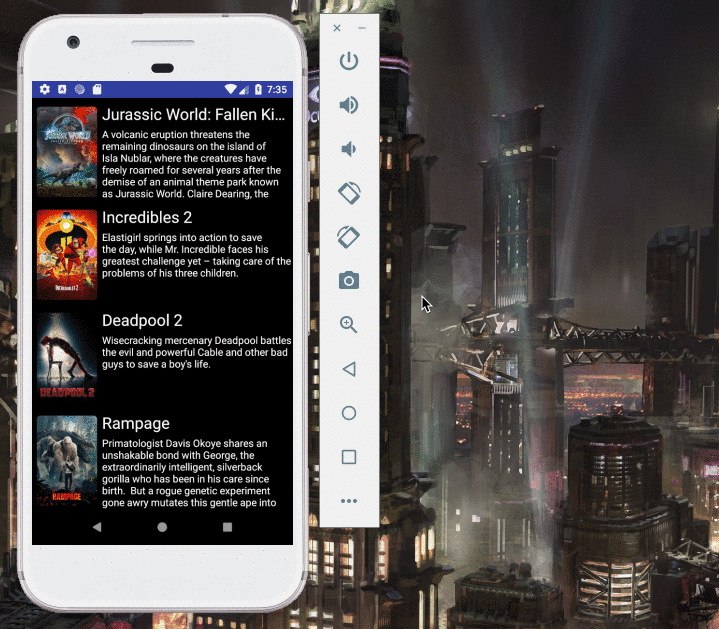 7:35
Jurassic World: Fallen Ki...
A volcanic eruption threatens the
remaining dinosaurs on the island of
Isla Nublar, where the creatures have
freely roamed for several years after the
demise of an animal theme park known
as Jurassic World. Claire Dearing, the
Incredibles 2
Elastigirl springs into action to save
the day, while Mr. Incredible faces his
greatest challenge yet – taking care of the
problems of his three children.
INCREDIBLES 2
Deadpool 2
Wisecracking mercenary Deadpool battles
the evil and powerful Cable and other bad
guys to save a boy's life.
DEADPOOL 2
Rampage
Primatologist Davis Okoye shares an
unshakable bond with George, the
extraordinarily intelligent, silverback
gorilla who has been in his care since
birth.  But a rogue genetic experiment
gone awry mutates this gentle ape into
RAMPAGE